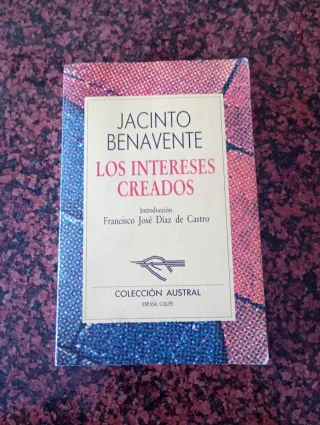 JACINTO
BENAVENTE
LOS INTERESES
CREADOS
Introducción
Francisco José Díaz de Castro
COLECCIÓN AUSTRAL
ESPASA CALPE